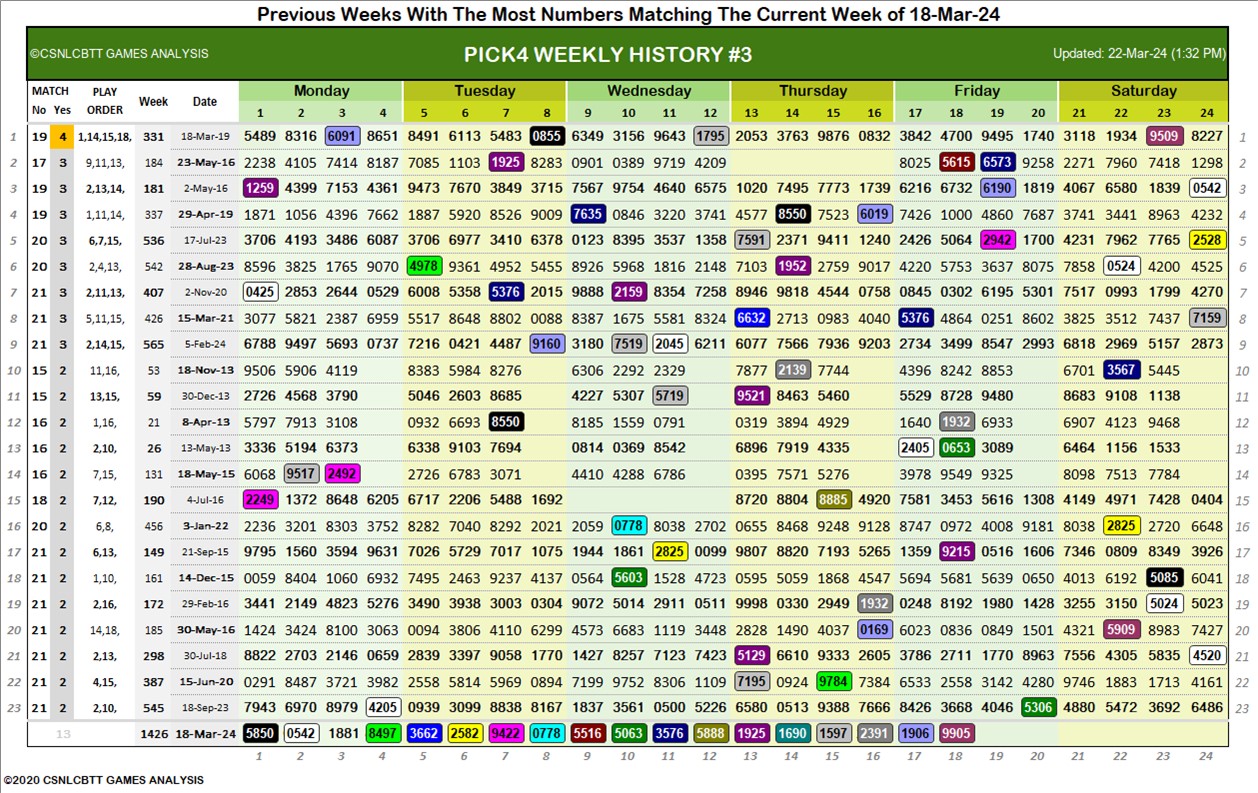 Previous Weeks With The Most Numbers Matching The Current Week of 18-Mar-24
©CSNLCBTT GAMES ANALYSIS PICK4 WEEKLY HISTORY #3 Updated: 22-Mar-24 (1:32 PM)
MATCH PLAY Week Date Monday Tuesday Wednesday Thursday Friday Saturday
No Yes ORDER 1 2 3 4 5 6 7 8 9 10 11 12 13 14 15 16 17 18 19 20 21 22 23 24
1 19 4 1,14,15,18, 331 18-Mar-19 5489 8316 6091 8651 8491 6113 5483 0855 6349 3156 9643 1795 2053 3763 9876 0832 3842 4700 9495 1740 3118 1934 9509 8227 1
2 17 3 9,11,13, 184 23-May-16 2238 4105 7414 8187 7085 1103 1925 8283 0901 0389 9719 4209 8025 5615 6573 9258 2271 7960 7418 1298 2
3 19 3 2,13,14, 181 2-May-16 1259 4399 7153 4361 9473 7670 3849 3715 7567 9754 4640 6575 1020 7495 7773 1739 6216 6732 6190 1819 4067 6580 1839 0542 3
4 19 3 1,11,14, 337 29-Apr-19 1871 1056 4396 7662 1887 5920 8526 9009 7635 0846 3220 3741 4577 8550 7523 6019 7426 1000 4860 7687 3741 3441 8963 4232 4
5 20 3 6,7,15, 536 17-Jul-23 3706 4192 3486 6087 3706 6977 3410 6378 0123 8395 3537 1358 7591 2371 9411 1240 2426 5064 2942 1700 4231 7962 7765 2528 5
6 20 3 2,4,13, 542 28-Aug-23 8596 3825 1765 9070 4978 9361 4952 5455 8926 5968 1816 2148 7103 1952 2759 9017 4220 5753 3637 8075 7858 0524 4200 4525 6
7 21 3 2,11,13, 407 2-Nov-20 0425 2853 2644 0529 6008 5358 5376 2015 9888 2159 8354 7258 8946 9818 4544 0758 0845 0302 6195 5301 7517 0993 1799 4270 7
8 21 3 5,11,15, 426 15-Mar-21 3077 5821 2387 6959 5517 8648 8802 0088 8387 1675 5581 8324 6632 2713 0983 4040 5376 4864 0251 8602 3825 3512 7437 7159 8
9 21 3 2,14,15, 565 5-Feb-24 6788 9497 5693 0737 7216 0421 4487 9160 3180 7519 2045 6211 6077 7566 7936 9203 2734 3499 8547 2993 6818 2969 5157 2873 9
10 15 2 11,16, 53 18-Nov-13 9506 5906 4119 8383 5984 8276 6306 2292 2329 7877 2139 7744 4396 8242 8853 6701 3567 5445 10
11 15 2 13,15, 59 30-Dec-13 2726 4568 3790 5046 2603 8685 4227 5307 5719 9521 8463 5460 5529 8728 9480 8683 9108 1138 11
12 16 2 1,16, 21 8-Apr-13 5797 7913 3108 0932 6693 8550 8185 1559 0791 0319 3894 4929 1640 1932 6933 6907 4123 9468 12
13 16 2 2,10, 26 13-May-13 3336 5194 6373 6338 9103 7694 0814 0369 8542 6896 7919 4335 2405 0653 3089 6464 1156 1533 13
14 16 2 7,15, 131 18-May-15 6068 9517 2492 2726 6783 3071 4410 4288 6786 0395 7571 5276 3978 9549 9325 8098 7513 7784 14
15 18 2 7,12, 190 4-Jul-16 2249 1372 8648 6205 6717 2206 5488 1692 8720 8804 8885 4920 7581 3453 5616 1308 4149 4971 7428 0404 15
16 20 2 6,8, 456 3-Jan-22 2236 3201 8303 3752 8282 7040 8292 2021 2059 0778 8038 2702 0655 8468 9248 9128 8747 0972 4008 9181 8038 2825 2720 6648 16
17 21 2 6,13, 149 21-Sep-15 9795 1560 3594 9631 7026 5729 7017 1075 1944 1861 2825 0099 9807 8820 7193 5265 1359 9215 0516 1606 7346 0809 8349 3926 17
18 21 2 1,10, 161 14-Dec-15 0059 8404 1060 6932 7495 2463 9237 4137 0564 5603 1528 4723 0595 5059 1868 4547 5694 5681 5639 0650 4013 6192 5085 6041 18
19 21 2 2,16, 172 29-Feb-16 3441 2149 4823 5276 3490 3938 3003 0304 9072 5014 2911 0511 9998 0330 2949 1932 0248 8192 1980 1428 3255 3150 5024 5023 19
20 21 2 14,18, 185 30-May-16 1424 3424 8100 3063 0094 3806 4110 6299 4573 6683 1119 3448 2828 1490 4037 0169 6023 0836 0849 1501 4321 5909 8983 7427 20
21 21 2 2,13, 298 30-Jul-18 8822 2703 2146 0659 3426 3397 9058 1770 1427 8257 7123 7423 5129 6610 9333 2605 3786 2711 1770 8963 7556 4305 5835 4520 21
22 21 2 4,15, 387 15-Jun-20 0291 8487 3721 3982 2558 5814 5969 0894 7199 9752 8306 1109 7195 0924 9784 7384 6533 2558 3142 4280 9746 1883 1713 4161 22
23 21 2 2,10, 545 18-Sep-23 7943 6970 8979 4205 0939 3099 8838 8167 1837 3561 0500 5226 6580 0513 9388 7666 8426 3668 4046 5306 4880 5472 3692 6486 23
13 1426 18-Mar-24 5850 0542 1881 8497 3662 2582 9422 0778 5516 5063 3576 5888 1925 1690 1597 2391 1906 9905
1 2 3 4 5 6 7 8 9 10 11 12 13 14 15 16 17 18 19 20 21 22 23 24
©2020 CSNLCBTT GAMES ANALYSIS